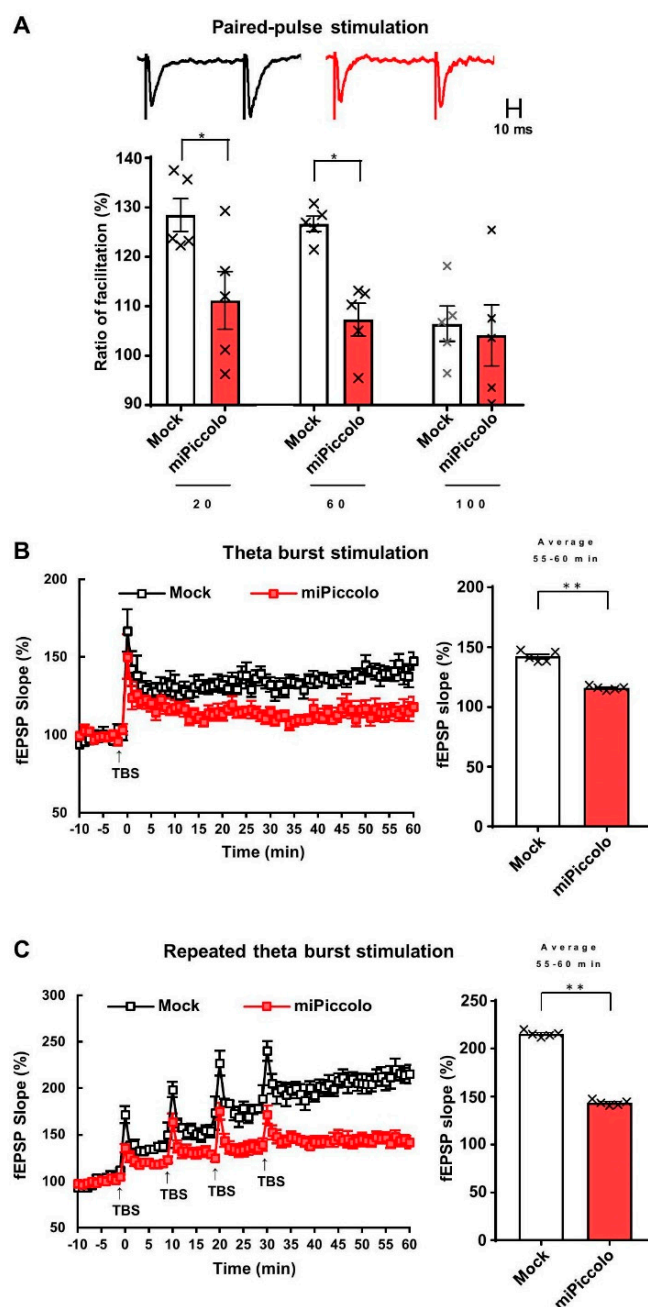 A
Paired-pulse stimulation
10 ms
Ratio of facilitation (%)
140
130
120
110
100
90
*
*
Mock
miPiccolo
Mock
miPiccolo
Mock
miPiccolo
20
60
100
B
Theta burst stimulation
Mock
miPiccolo
fEPSP Slope (%)
200
150
100
50
TBS
-10 -5 0 5 10 15 20 25 30 35 40 45 50 55 60
Time (min)
Average
55-60 min
**
fEPSP slope (%)
200
150
100
50
0
Mock
miPiccolo
C
Repeated theta burst stimulation
Mock
miPiccolo
fEPSP Slope (%)
300
250
200
150
100
50
TBS
TBS
TBS
TBS
-10 -5 0 5 10 15 20 25 30 35 40 45 50 55 60
Time (min)
Average
55-60 min
**
fEPSP slope (%)
250
200
150
100
50
0
Mock
miPiccolo